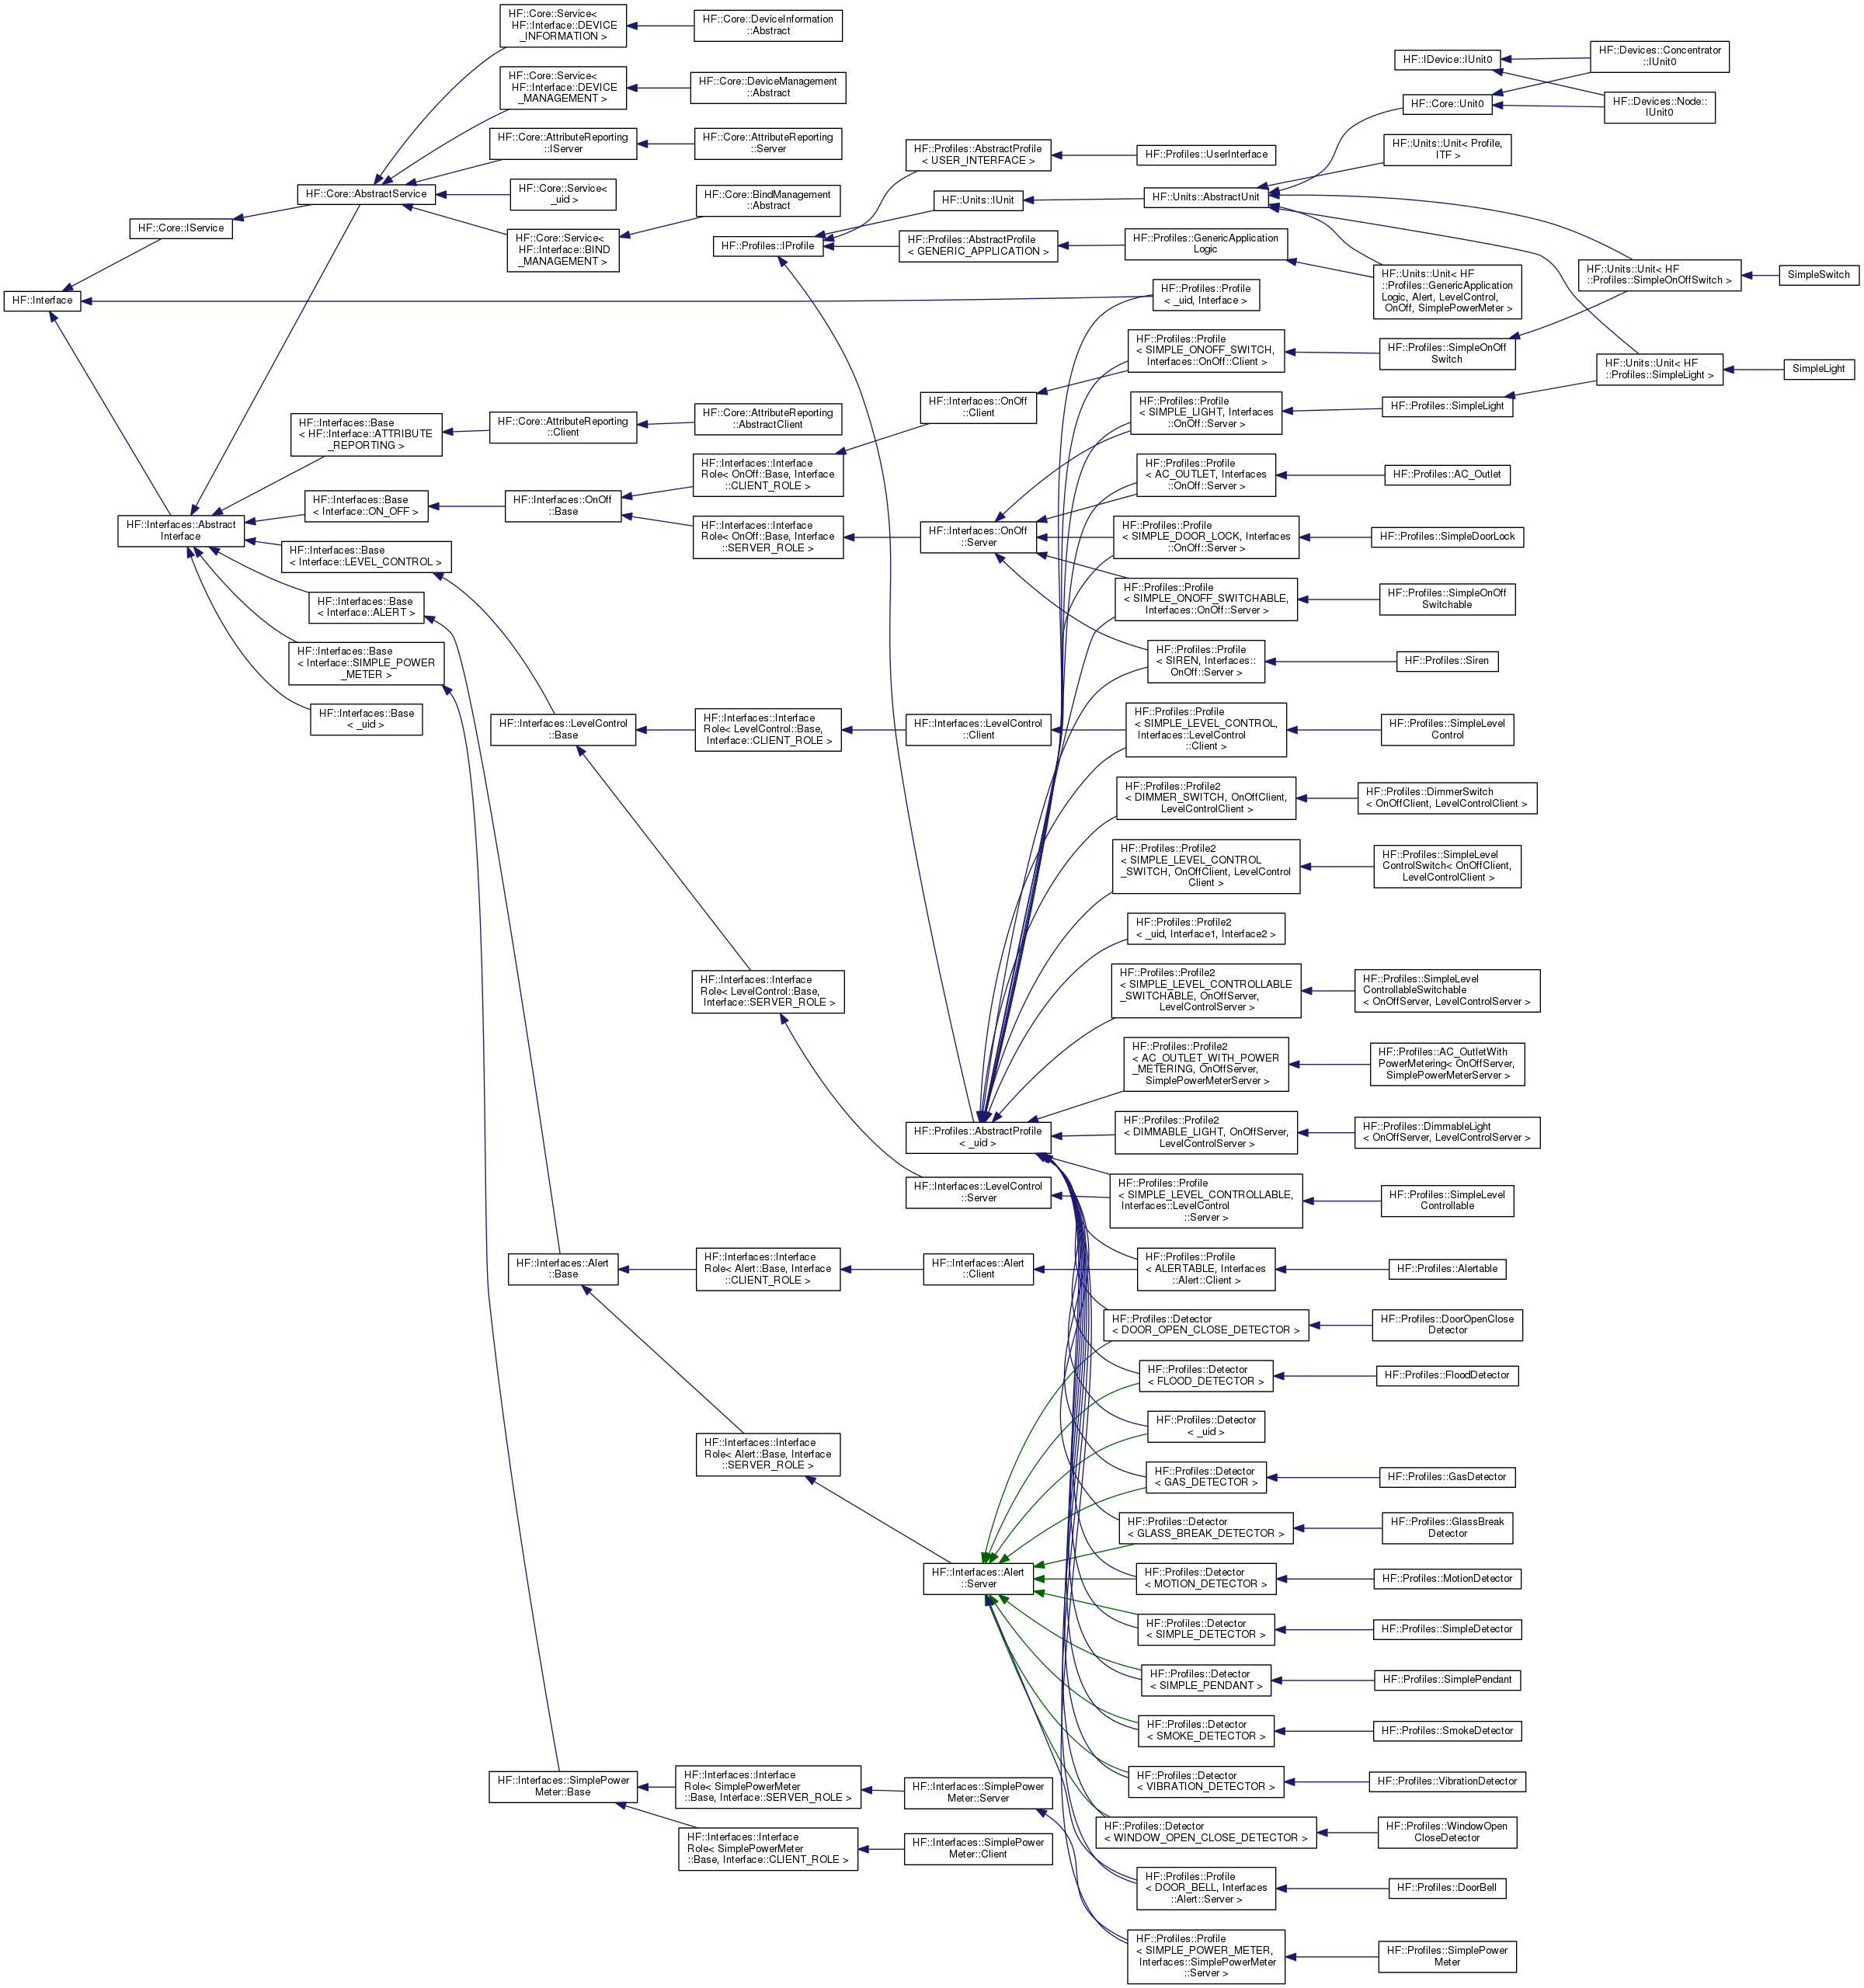 HF::Interface
HF::Core::IService
HF::Interfaces::Abstract
Interface
HF::Core::AbstractService
HF::Interfaces::Base
< HF::Interface::ATTRIBUTE
_REPORTING >
HF::Interfaces::Base
< Interface::ON_OFF >
HF::Interfaces::Base
< Interface::LEVEL_CONTROL >
HF::Interfaces::Base
< Interface::ALERT >
HF::Interfaces::Base
< Interface::SIMPLE_POWER
_METER >
HF::Interfaces::Base
< _uid >
HF::Core::Service<
HF::Interface::DEVICE
_INFORMATION >
HF::Core::Service<
HF::Interface::DEVICE
_MANAGEMENT >
HF::Core::AttributeReporting
::IServer
HF::Core::Service<
_uid >
HF::Core::Service<
HF::Interface::BIND
_MANAGEMENT >
HF::Core::AttributeReporting
::Client
HF::Interfaces::OnOff
::Base
HF::Interfaces::LevelControl
::Base
HF::Interfaces::Alert
::Base
HF::Interfaces::SimplePower
Meter::Base
HF::Core::DeviceInformation
::Abstract
HF::Core::DeviceManagement
::Abstract
HF::Core::AttributeReporting
::Server
HF::Core::BindManagement
::Abstract
HF::Profiles::IProfile
HF::Core::AttributeReporting
::AbstractClient
HF::Interfaces::Interface
Role< OnOff::Base, Interface
::CLIENT_ROLE >
HF::Interfaces::Interface
Role< OnOff::Base, Interface
::SERVER_ROLE >
HF::Interfaces::Interface
Role< LevelControl::Base,
Interface::CLIENT_ROLE >
HF::Interfaces::Interface
Role< LevelControl::Base,
Interface::SERVER_ROLE >
HF::Interfaces::Interface
Role< Alert::Base, Interface
::CLIENT_ROLE >
HF::Interfaces::Interface
Role< Alert::Base, Interface
::SERVER_ROLE >
HF::Interfaces::Interface
Role< SimplePowerMeter
::Base, Interface::SERVER_ROLE >
HF::Interfaces::Interface
Role< SimplePowerMeter
::Base, Interface::CLIENT_ROLE >
HF::Profiles::AbstractProfile
< USER_INTERFACE >
HF::Units::IUnit
HF::Profiles::AbstractProfile
< GENERIC_APPLICATION >
HF::Interfaces::OnOff
::Client
HF::Interfaces::OnOff
::Server
HF::Interfaces::LevelControl
::Client
HF::Profiles::AbstractProfile
< _uid >
HF::Interfaces::LevelControl
::Server
HF::Interfaces::Alert
::Client
HF::Interfaces::Alert
::Server
HF::Interfaces::SimplePower
Meter::Server
HF::Interfaces::SimplePower
Meter::Client
HF::Profiles::UserInterface
HF::Units::AbstractUnit
HF::Profiles::GenericApplication
Logic
HF::Profiles::Profile
< _uid, Interface >
HF::Profiles::Profile
< SIMPLE_ONOFF_SWITCH,
Interfaces::OnOff::Client >
HF::Profiles::Profile
< SIMPLE_LIGHT, Interfaces
::OnOff::Server >
HF::Profiles::Profile
< AC_OUTLET, Interfaces
::OnOff::Server >
HF::Profiles::Profile
< SIMPLE_DOOR_LOCK, Interfaces
::OnOff::Server >
HF::Profiles::Profile
< SIMPLE_ONOFF_SWITCHABLE,
Interfaces::OnOff::Server >
HF::Profiles::Profile
< SIREN, Interfaces::
OnOff::Server >
HF::Profiles::Profile
< SIMPLE_LEVEL_CONTROL,
Interfaces::LevelControl
::Client >
HF::Profiles::Profile2
< DIMMER_SWITCH, OnOffClient,
LevelControlClient >
HF::Profiles::Profile2
< SIMPLE_LEVEL_CONTROL
_SWITCH, OnOffClient, LevelControl
Client >
HF::Profiles::Profile2
< _uid, Interface1, Interface2 >
HF::Profiles::Profile2
< SIMPLE_LEVEL_CONTROLLABLE
_SWITCHABLE, OnOffServer,
LevelControlServer >
HF::Profiles::Profile2
< AC_OUTLET_WITH_POWER
_METERING, OnOffServer,
SimplePowerMeterServer >
HF::Profiles::Profile2
< DIMMABLE_LIGHT, OnOffServer,
LevelControlServer >
HF::Profiles::Profile
< SIMPLE_LEVEL_CONTROLLABLE,
Interfaces::LevelControl
::Server >
HF::Profiles::Profile
< ALERTABLE, Interfaces
::Alert::Client >
HF::Profiles::Detector
< DOOR_OPEN_CLOSE_DETECTOR >
HF::Profiles::Detector
< FLOOD_DETECTOR >
HF::Profiles::Detector
< _uid >
HF::Profiles::Detector
< GAS_DETECTOR >
HF::Profiles::Detector
< GLASS_BREAK_DETECTOR >
HF::Profiles::Detector
< MOTION_DETECTOR >
HF::Profiles::Detector
< SIMPLE_DETECTOR >
HF::Profiles::Detector
< SIMPLE_PENDANT >
HF::Profiles::Detector
< SMOKE_DETECTOR >
HF::Profiles::Detector
< VIBRATION_DETECTOR >
HF::Profiles::Detector
< WINDOW_OPEN_CLOSE_DETECTOR >
HF::Profiles::Profile
< DOOR_BELL, Interfaces
::Alert::Server >
HF::Profiles::Profile
< SIMPLE_POWER_METER,
Interfaces::SimplePowerMeter
::Server >
HF::IDevice::IUnit0
HF::Core::Unit0
HF::Units::Unit< Profile,
ITF >
HF::Units::Unit< HF
::Profiles::GenericApplication
Logic, Alert, LevelControl,
OnOff, SimplePowerMeter >
HF::Profiles::SimpleOnOff
Switch
HF::Profiles::SimpleLight
HF::Profiles::AC_Outlet
HF::Profiles::SimpleDoorLock
HF::Profiles::SimpleOnOff
Switchable
HF::Profiles::Siren
HF::Profiles::SimpleLevel
Control
HF::Profiles::DimmerSwitch
< OnOffClient, LevelControlClient >
HF::Profiles::SimpleLevel
ControlSwitch< OnOffClient,
LevelControlClient >
HF::Profiles::SimpleLevel
ControllableSwitchable
< OnOffServer, LevelControlServer >
HF::Profiles::AC_OutletWith
PowerMetering< OnOffServer,
SimplePowerMeterServer >
HF::Profiles::DimmableLight
< OnOffServer, LevelControlServer >
HF::Profiles::SimpleLevel
Controllable
HF::Profiles::Alertable
HF::Profiles::DoorOpenClose
Detector
HF::Profiles::FloodDetector
HF::Profiles::GasDetector
HF::Profiles::GlassBreak
Detector
HF::Profiles::MotionDetector
HF::Profiles::SimpleDetector
HF::Profiles::SimplePendant
HF::Profiles::SmokeDetector
HF::Profiles::VibrationDetector
HF::Profiles::WindowOpen
CloseDetector
HF::Profiles::DoorBell
HF::Profiles::SimplePower
Meter
HF::Devices::Concentrator
::IUnit0
HF::Devices::Node::
IUnit0
HF::Units::Unit< HF
::Profiles::SimpleOnOffSwitch >
HF::Units::Unit< HF
::Profiles::SimpleLight >
SimpleSwitch
SimpleLight